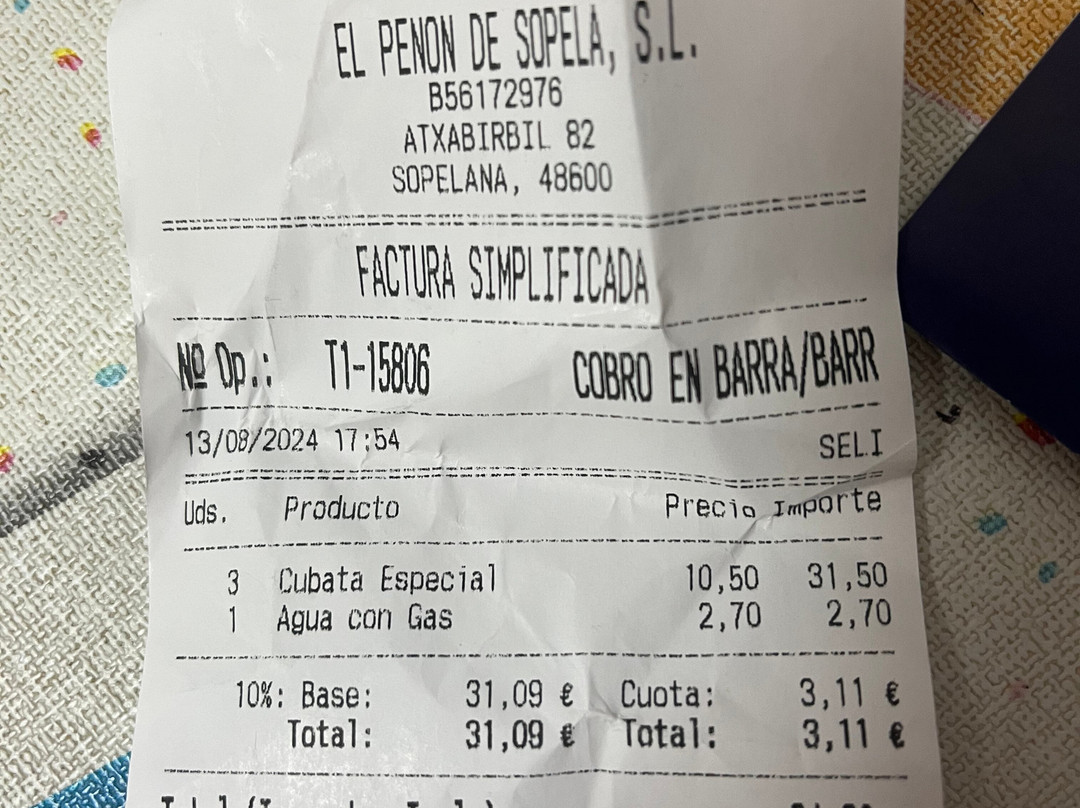 EL PENON DE SOPELA, S.L.
B56172976
ATXABIRBIL 82
SOPELANA, 48600
FACTURA SIMPLIFICADA
Nº Op.: T1-15806 COBRO EN BARRA/BARR
13/08/2024 17:54 SELI
Uds. Producto Precio Importe
3 Cubata Especial 10,50 31,50
1 Agua con Gas 2,70 2,70
10%: Base: 31,09 € Cuota: 3,11 €
Total: 31,09 € Total: 3,11 €